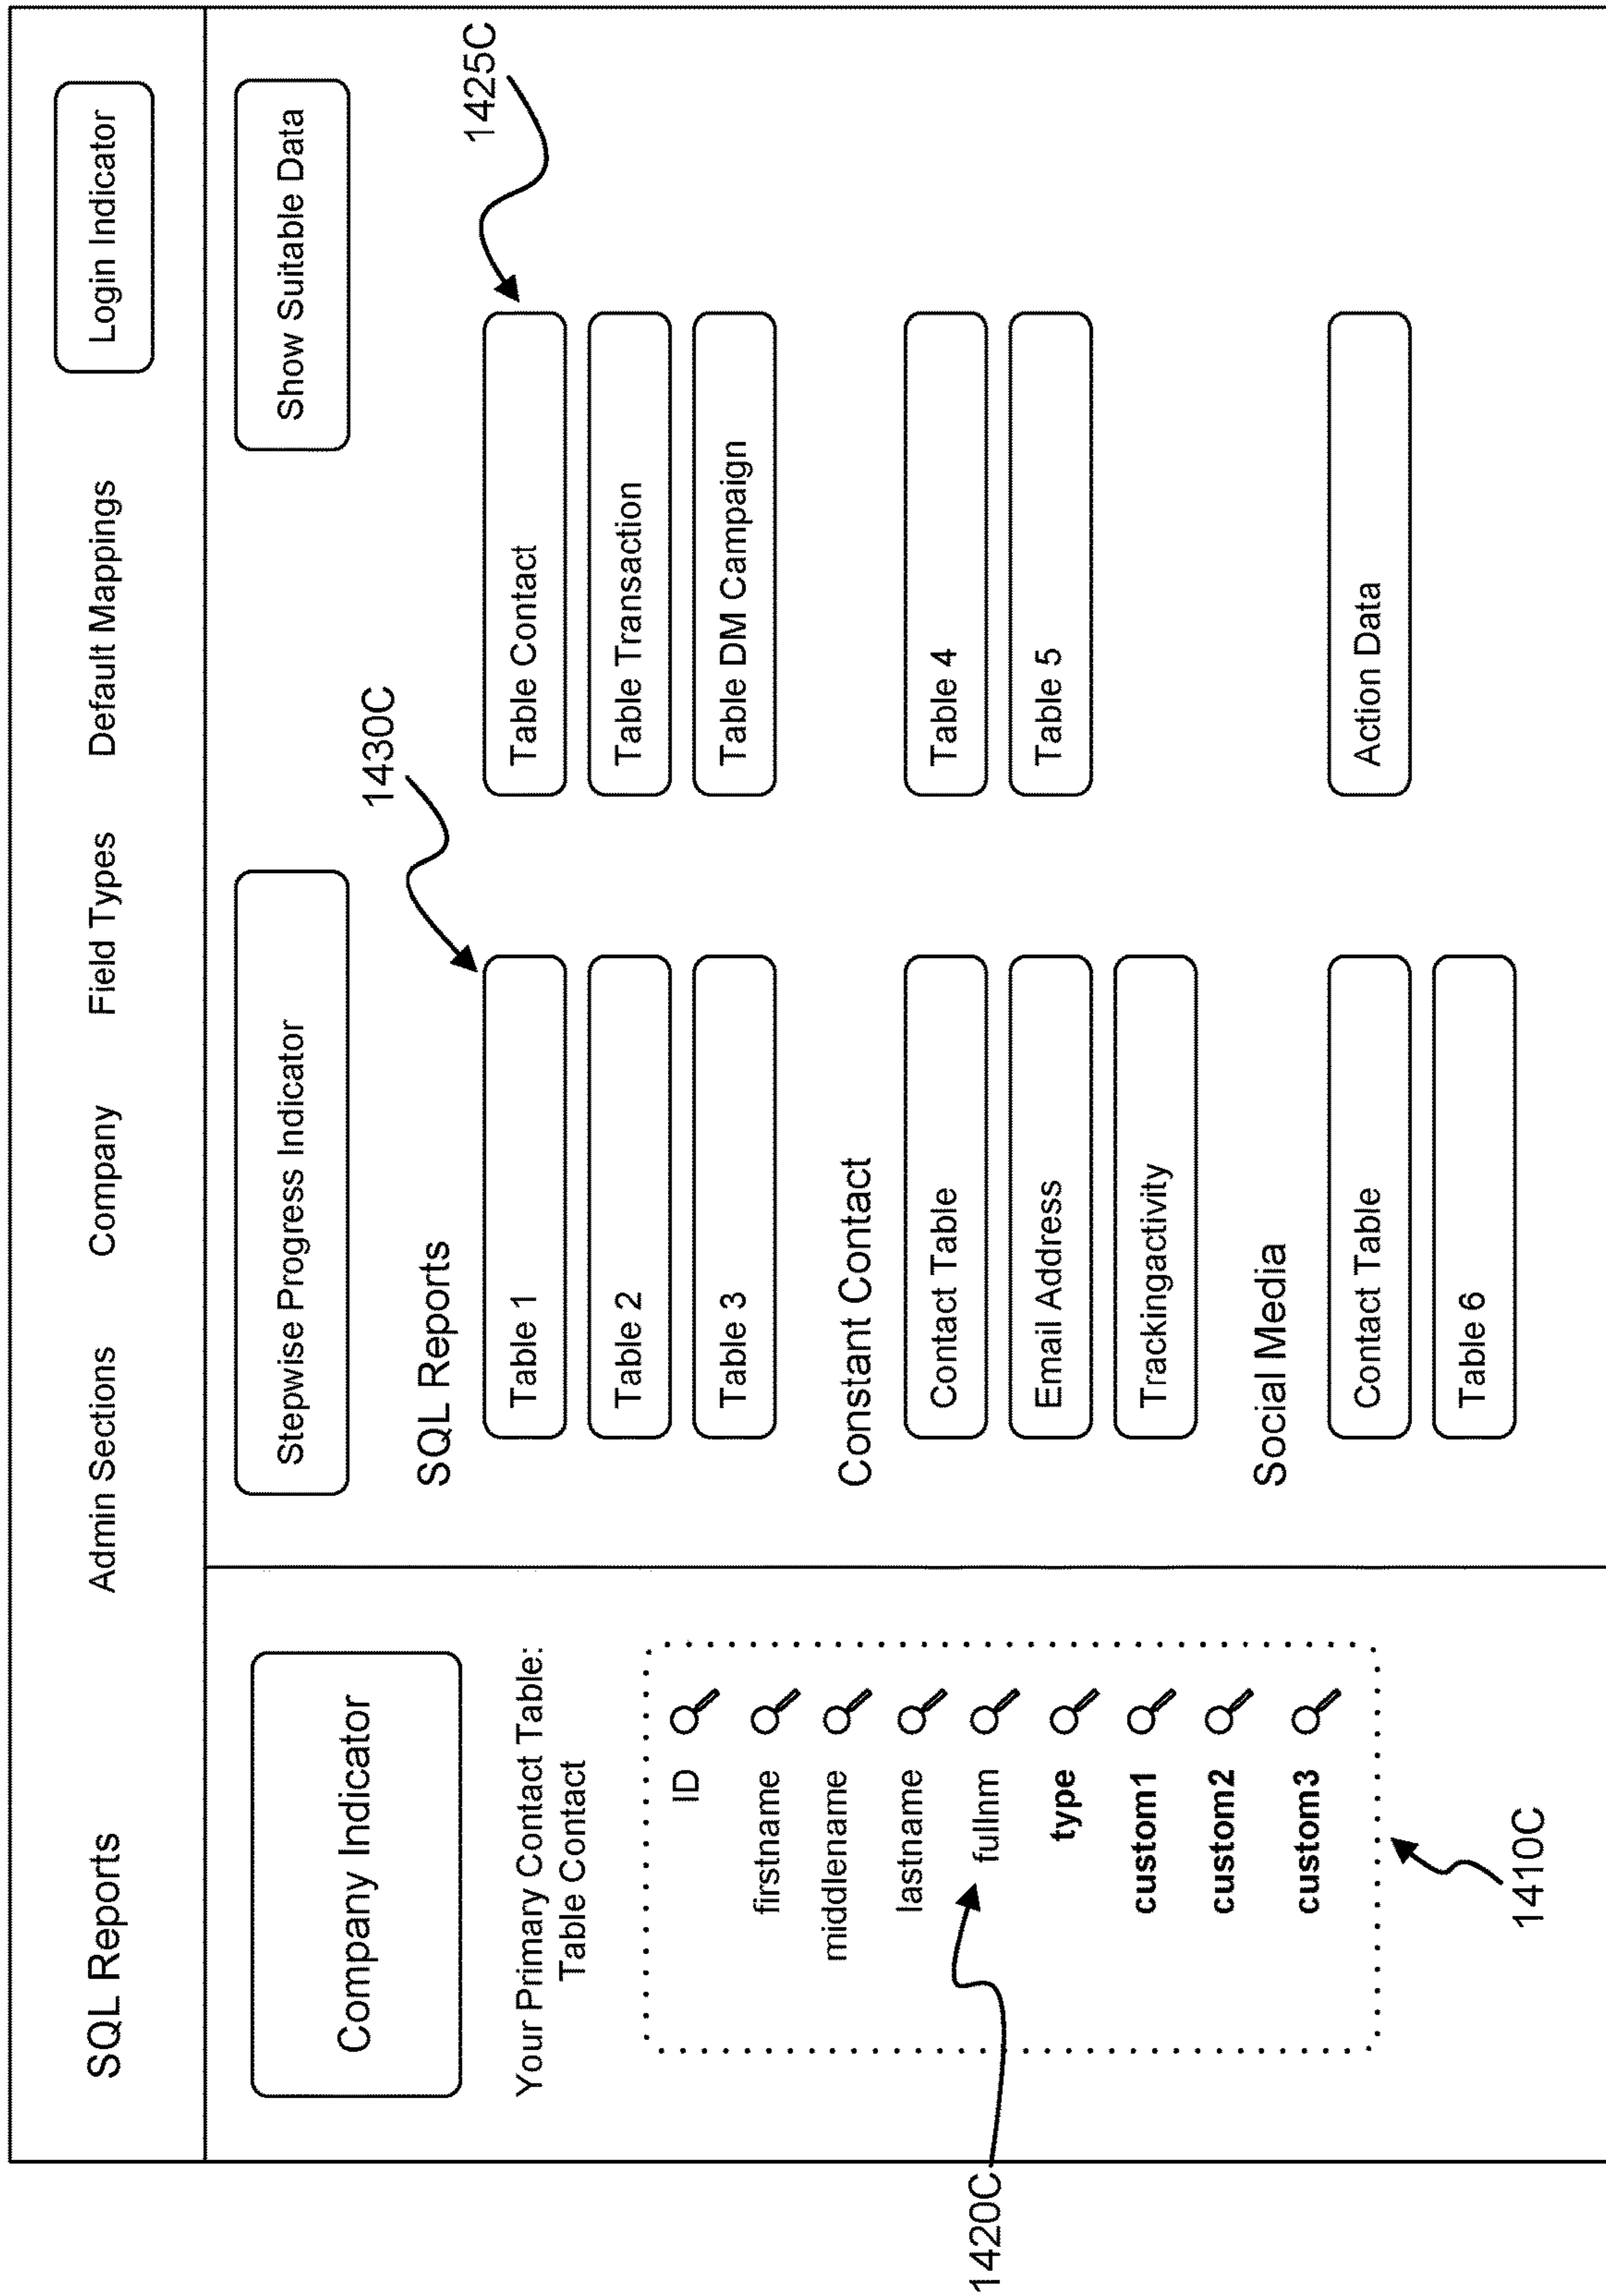 SQL Reports
Admin Sections
Company
Field Types
Default Mappings
Login Indicator
Company Indicator
Your Primary Contact Table:
Table Contact
ID
firstname
middlename
lastname
fullnm
type
custom1
custom2
custom3
1420C
1410C
Stepwise Progress Indicator
Show Suitable Data
SQL Reports
1430C
1425C
Table 1
Table Contact
Table 2
Table Transaction
Table 3
Table DM Campaign
Constant Contact
Contact Table
Table 4
Email Address
Table 5
Trackingactivity
Social Media
Contact Table
Action Data
Table 6